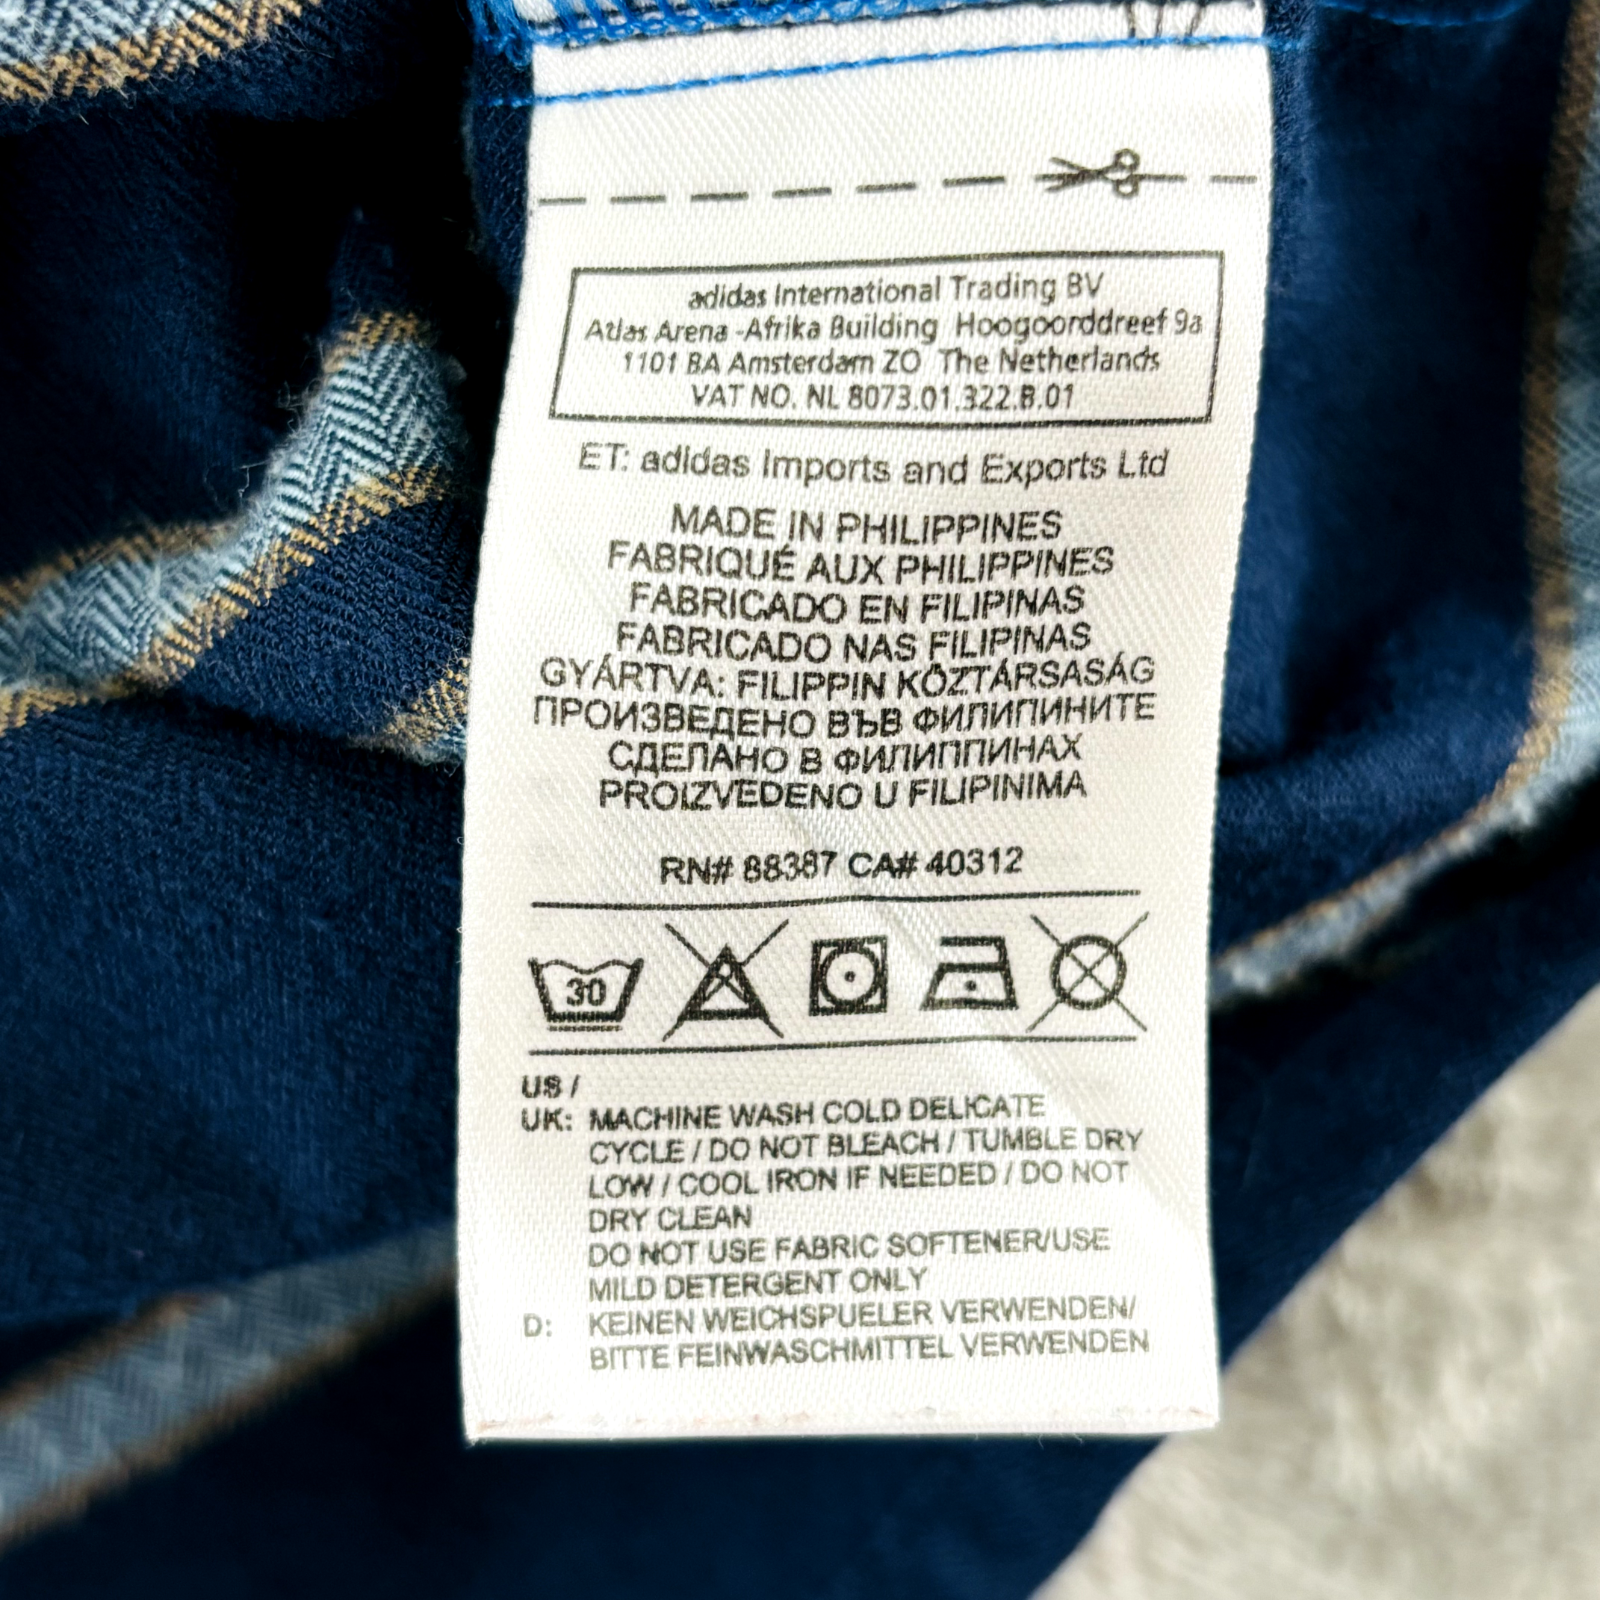 adidas International Trading BV
Atlas Arena -Afrika Building Hoogoorddreef 9a
1101 BA Amsterdam ZO The Netherlands
VAT NO. NL 8073.01.322.B.01
ET: adidas Imports and Exports Ltd
MADE IN PHILIPPINES
FABRIQUÉ AUX PHILIPPINES
FABRICADO EN FILIPINAS
FABRICADO NAS FILIPINAS
GYÁRTVA: FILIPPIN KÖZTÁRSASÁG
ПРОИЗВЕДЕНО ВЪВ ФИЛИПИНИТЕ
СДЕЛАНО В ФИЛИППИНАХ
PROIZVEDENO U FILIPINIMA
RN# 88387 CA# 40312
30
US /
UK: MACHINE WASH COLD DELICATE
CYCLE / DO NOT BLEACH / TUMBLE DRY
LOW / COOL IRON IF NEEDED / DO NOT
DRY CLEAN
DO NOT USE FABRIC SOFTENER/USE
MILD DETERGENT ONLY
D: KEINEN WEICHSPUELER VERWENDEN/
BITTE FEINWASCHMITTEL VERWENDEN